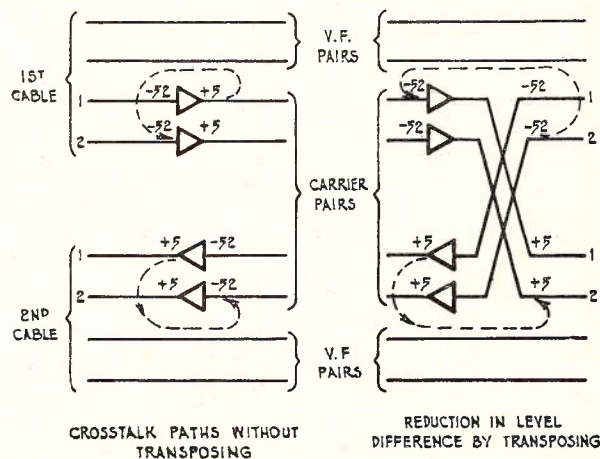 V.F.
PAIRS
1ST
CABLE
1 -52 +5
2 -52 +5
-52 -52 1
-52 -52 2
CARRIER
PAIRS
1 +5 -52
2 +5 -52
+5 +5 1
+5 +5 2
2ND
CABLE
V.F
PAIRS
CROSSTALK PATHS WITHOUT
TRANSPOSING
REDUCTION IN LEVEL
DIFFERENCE BY TRANSPOSING